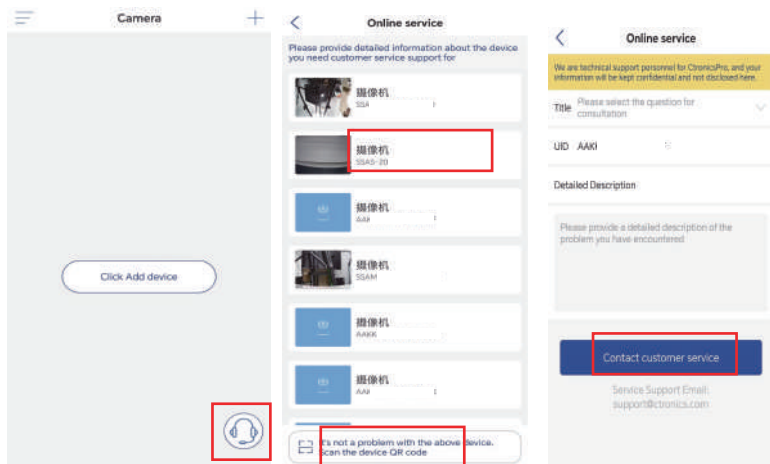 Camera
Click Add device
Online service
Please provide detailed information about the device
you need customer service support for
摄像机
SSA
摄像机
SSAS-20
摄像机
AAK
摄像机
SSAM
摄像机
AAKK
摄像机
AAK
It's not a problem with the above device.
Scan the device QR code
Online service
We are technical support personnel for CtronicsPro, and your
information will be kept confidential and not disclosed here.
Title Please select the question for
consultation
UID AAKI
Detailed Description
Please provide a detailed description of the
problem you have encountered
Contact customer service
Service Support Email:
support@ctronics.com